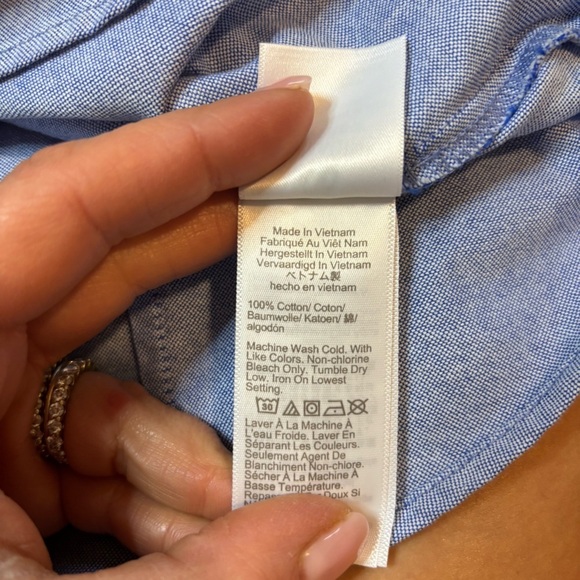 Made In Vietnam
Fabriqué Au Viêt Nam
Hergestellt In Vietnam
Vervaardigd In Vietnam
ベトナム製
hecho en vietnam
100% Cotton/ Coton/
Baumwolle/ Katoen/ 綿/
algodón
Machine Wash Cold. With
Like Colors. Non-chlorine
Bleach Only. Tumble Dry
Low. Iron On Lowest
Setting.
30
Laver À La Machine À
L'eau Froide. Laver En
Séparant Les Couleurs.
Seulement Agent De
Blanchiment Non-chlore.
Sécher À La Machine À
Basse Température.
Doux Si